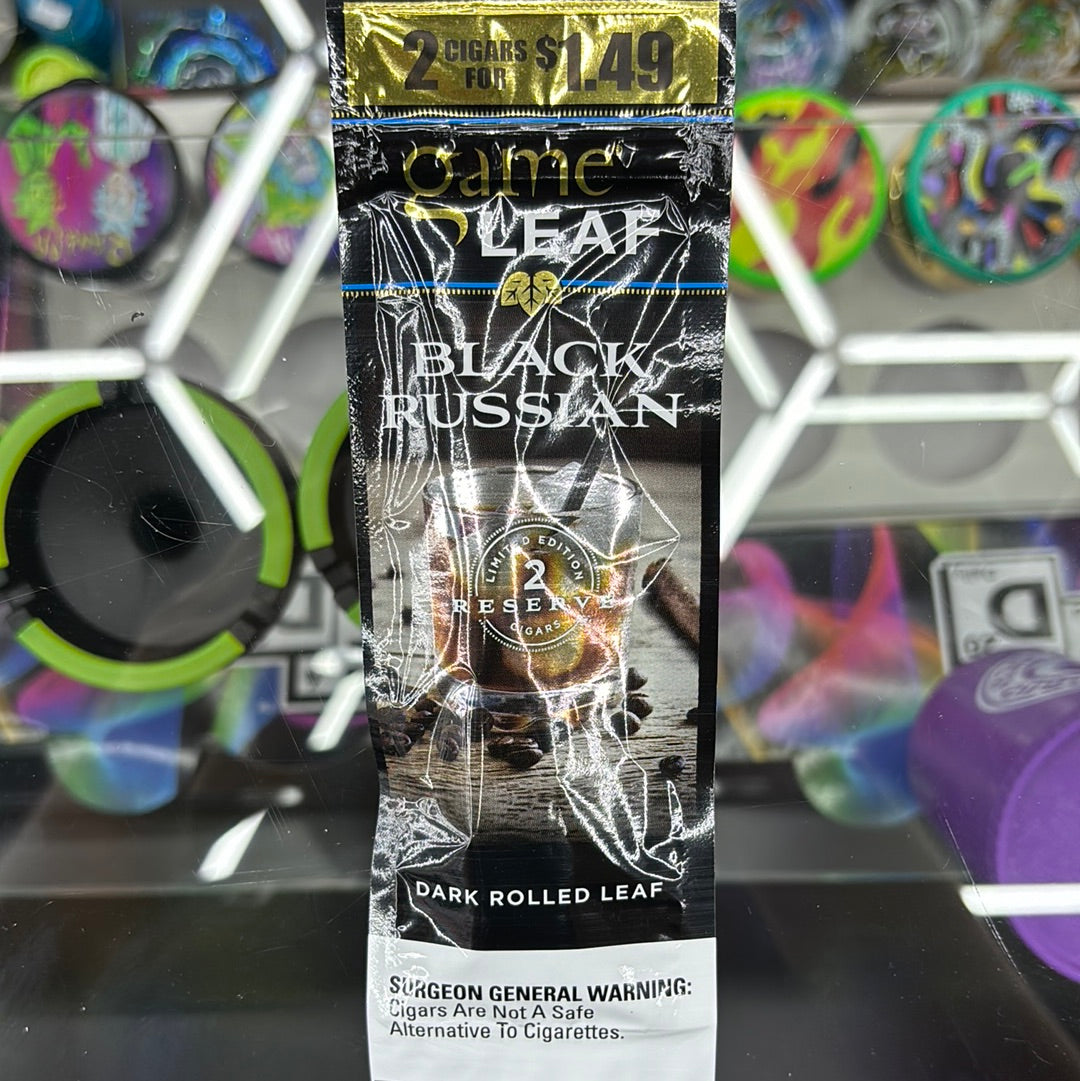 2 CIGARS FOR $1.49
game
LEAF
BLACK
RUSSIAN
LIMITED EDITION
2
RESERVE
CIGARS
DARK ROLLED LEAF
SURGEON GENERAL WARNING:
Cigars Are Not A Safe
Alternative To Cigarettes.
D